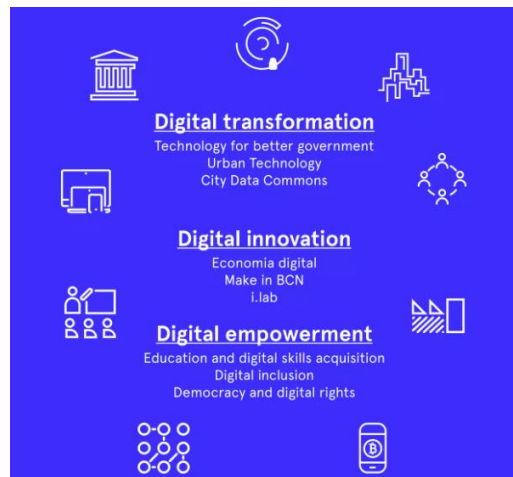 Digital transformation
Technology for better government
Urban Technology
City Data Commons
Digital innovation
Economia digital
Make in BCN
i.lab
Digital empowerment
Education and digital skills acquisition
Digital inclusion
Democracy and digital rights